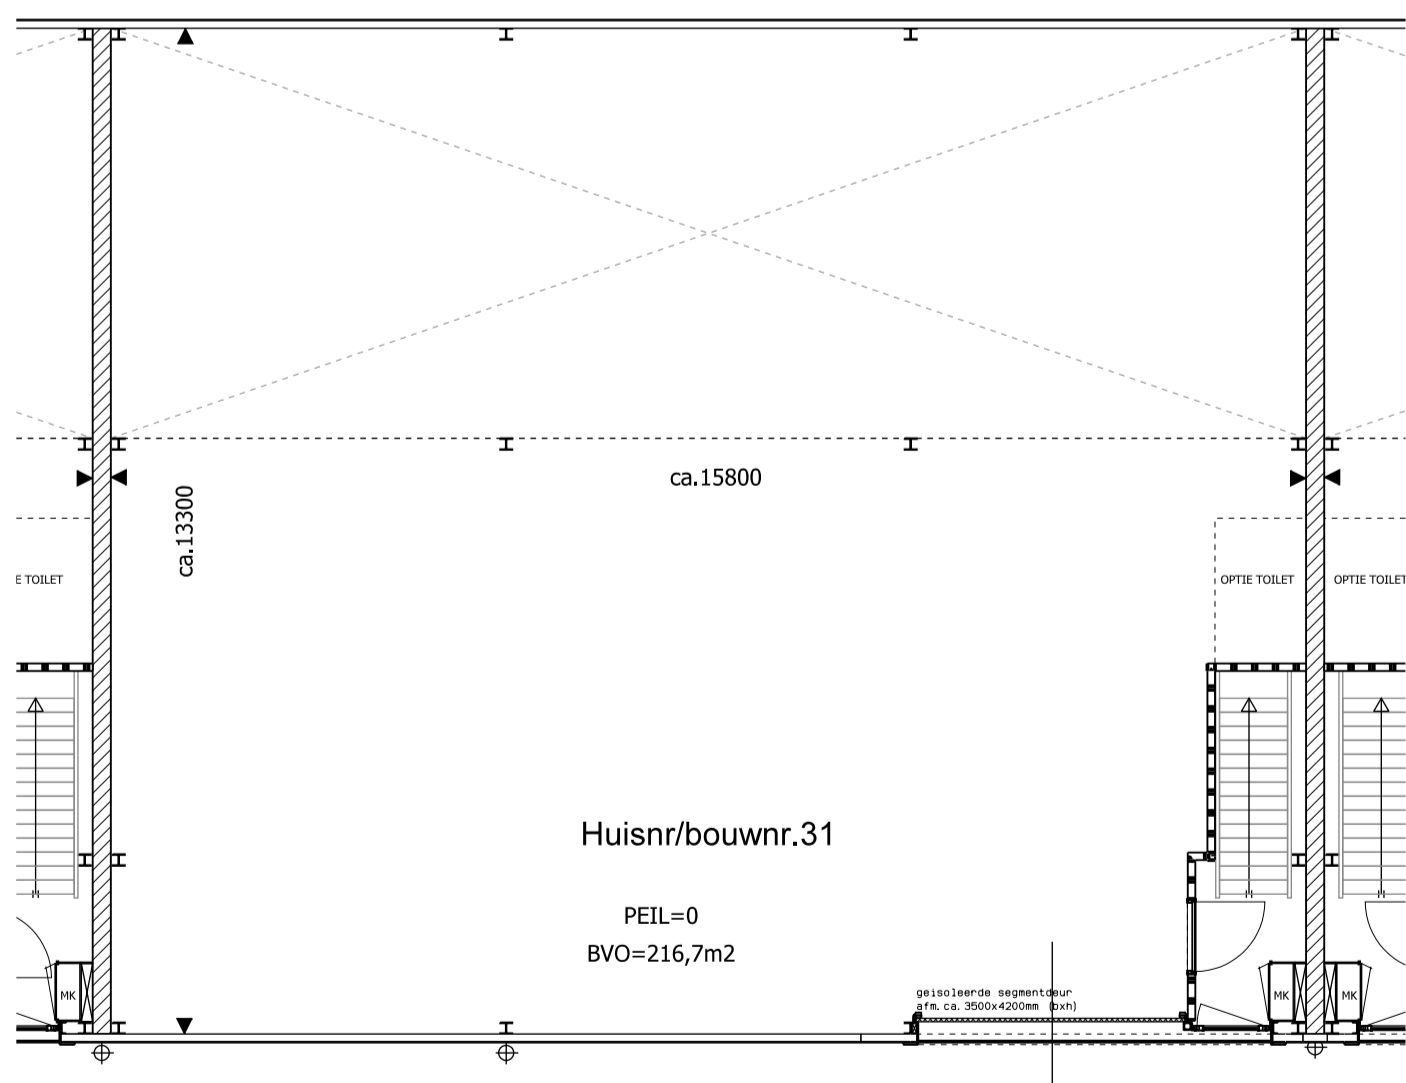 ca.15800
ca.13300
E TOILET
OPTIE TOILET
OPTIE TOILET
Huisnr/bouwnr.31
PEIL=0
BVO=216,7m2
geisoleerde segmentdeur
afm.ca.3500x4200mm (bxh)
MK
MK
MK